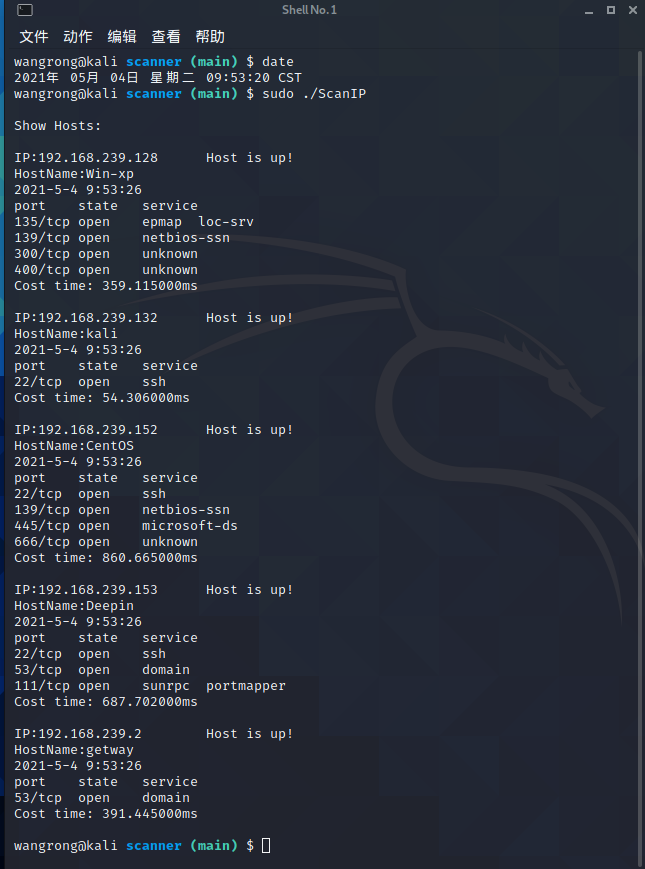 Shell No. 1
文件 动作 编辑 查看 帮助
wangrong@kali scanner (main) $ date
2021年 05月 04日 星期二 09:53:20 CST
wangrong@kali scanner (main) $ sudo ./ScanIP
Show Hosts:
IP:192.168.239.128      Host is up!
HostName:Win-xp
2021-5-4 9:53:26
port    state   service
135/tcp open    epmap  loc-srv
139/tcp open    netbios-ssn
300/tcp open    unknown
400/tcp open    unknown
Cost time: 359.115000ms
IP:192.168.239.132      Host is up!
HostName:kali
2021-5-4 9:53:26
port    state   service
22/tcp  open    ssh
Cost time: 54.306000ms
IP:192.168.239.152      Host is up!
HostName:CentOS
2021-5-4 9:53:26
port    state   service
22/tcp  open    ssh
139/tcp open    netbios-ssn
445/tcp open    microsoft-ds
666/tcp open    unknown
Cost time: 860.665000ms
IP:192.168.239.153      Host is up!
HostName:Deepin
2021-5-4 9:53:26
port    state   service
22/tcp  open    ssh
53/tcp  open    domain
111/tcp open    sunrpc  portmapper
Cost time: 687.702000ms
IP:192.168.239.2        Host is up!
HostName:getway
2021-5-4 9:53:26
port    state   service
53/tcp  open    domain
Cost time: 391.445000ms
wangrong@kali scanner (main) $